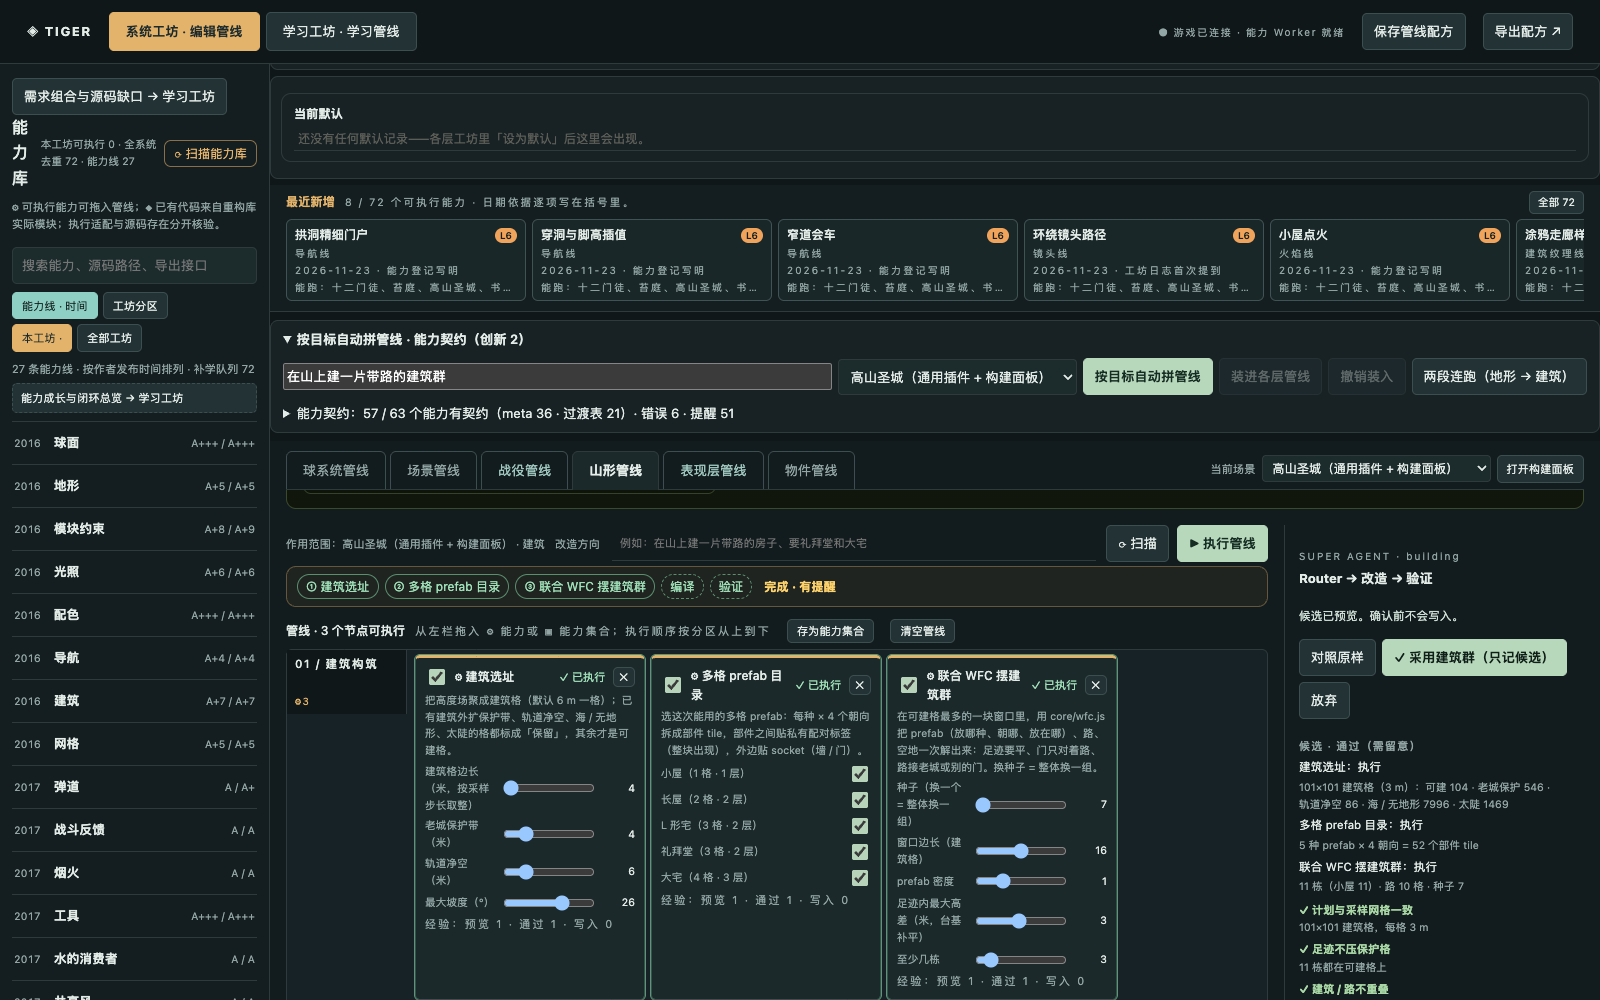 ◈ TIGER
系统工坊 · 编辑管线
学习工坊 · 学习管线
游戏已连接 · 能力 Worker 就绪
保存管线配方
导出配方 ↗
需求组合与源码缺口 → 学习工坊
能力库
本工坊可执行 0 · 全系统去重 72 · 能力线 27
⟳ 扫描能力库
⚙ 可执行能力可拖入管线；◆ 已有代码来自重构库实际模块；执行适配与源码存在分开核验。
搜索能力、源码路径、导出接口
能力线 · 时间
工坊分区
本工坊 ·
全部工坊
27 条能力线 · 按作者发布时间排列 · 补学队列 72
能力成长与闭环总览 → 学习工坊
2016 球面 A+++ / A+++
2016 地形 A+5 / A+5
2016 模块约束 A+8 / A+9
2016 光照 A+6 / A+6
2016 配色 A+++ / A+++
2016 导航 A+4 / A+4
2016 建筑 A+7 / A+7
2016 网格 A+5 / A+5
2017 弹道 A / A+
2017 战斗反馈 A / A
2017 烟火 A / A
2017 工具 A+++ / A+++
2017 水的消费者 A / A
当前默认
还没有任何默认记录——各层工坊里「设为默认」后这里会出现。
最近新增 8 / 72 个可执行能力 · 日期依据逐项写在括号里。
全部 72
拱洞精细门户 L6
导航线
2026-11-23 · 能力登记写明
能跑：十二门徒、苔庭、高山圣城、书…
穿洞与脚高插值 L6
导航线
2026-11-23 · 能力登记写明
能跑：十二门徒、苔庭、高山圣城、书…
窄道会车 L6
导航线
2026-11-23 · 能力登记写明
能跑：十二门徒、苔庭、高山圣城、书…
环绕镜头路径 L6
镜头线
2026-11-23 · 工坊日志首次提到
能跑：十二门徒、苔庭、高山圣城、书…
小屋点火 L6
火焰线
2026-11-23 · 能力登记写明
能跑：十二门徒、苔庭、高山圣城、书…
涂鸦走廊样
建筑纹理线
2026-11-
能跑：十二
▼ 按目标自动拼管线 · 能力契约（创新 2）
在山上建一片带路的建筑群
高山圣城（通用插件 + 构建面板）
按目标自动拼管线
装进各层管线
撤销装入
两段连跑（地形 → 建筑）
▶ 能力契约：57 / 63 个能力有契约（meta 36 · 过渡表 21）· 错误 6 · 提醒 51
球系统管线
场景管线
战役管线
山形管线
表现层管线
物件管线
当前场景
高山圣城（通用插件 + 构建面板）
打开构建面板
作用范围：高山圣城（通用插件 + 构建面板） · 建筑 改造方向
例如：在山上建一片带路的房子、要礼拜堂和大宅
⟳ 扫描
▶ 执行管线
① 建筑选址
② 多格 prefab 目录
③ 联合 WFC 摆建筑群
编译
验证
完成 · 有提醒
管线 · 3 个节点可执行 从左栏拖入 ⚙ 能力或 ▣ 能力集合；执行顺序按分区从上到下
存为能力集合
清空管线
01 / 建筑构筑
⚙3
⚙ 建筑选址 ✓ 已执行 ✕
把高度场聚成建筑格（默认 6 m 一格）；已有建筑外扩保护带、轨道净空、海 / 无地形、太陡的格都标成「保留」，其余才是可建格。
建筑格边长（米，按采样步长取整） 4
老城保护带（米） 4
轨道净空（米） 6
最大坡度（°） 26
经验：预览 1 · 通过 1 · 写入 0
⚙ 多格 prefab 目录 ✓ 已执行 ✕
选这次能用的多格 prefab：每种 × 4 个朝向拆成部件 tile，部件之间贴私有配对标签（整块出现），外边贴 socket（墙 / 门）。
小屋（1 格 · 1 层）
长屋（2 格 · 2 层）
L 形宅（3 格 · 2 层）
礼拜堂（3 格 · 2 层）
大宅（4 格 · 3 层）
经验：预览 1 · 通过 1 · 写入 0
⚙ 联合 WFC 摆建筑群 ✓ 已执行 ✕
在可建格最多的一块窗口里，用 core/wfc.js 把 prefab（放哪种、朝哪、放在哪）、路、空地一次解出来：足迹要平、门只对着路、路接老城或别的门。换种子 = 整体换一组。
种子（换一个 = 整体换一组） 7
窗口边长（建筑格） 16
prefab 密度 1
足迹内最大高差（米，台基补平） 3
至少几栋 3
经验：预览 1 · 通过 1 · 写入 0
SUPER AGENT · building
Router → 改造 → 验证
候选已预览。确认前不会写入。
对照原样
✓ 采用建筑群（只记候选）
放弃
候选 · 通过（需留意）
建筑选址：执行
101×101 建筑格（3 m）：可建 104 · 老城保护 546 · 轨道净空 86 · 海 / 无地形 7996 · 太陡 1469
多格 prefab 目录：执行
5 种 prefab × 4 朝向 = 52 个部件 tile
联合 WFC 摆建筑群：执行
11 栋（小屋 11）· 路 10 格 · 种子 7
✓ 计划与采样网格一致
101×101 建筑格，每格 3 m
✓ 足迹不压保护格
11 栋都在可建格上
✓ 建筑 / 路不重叠